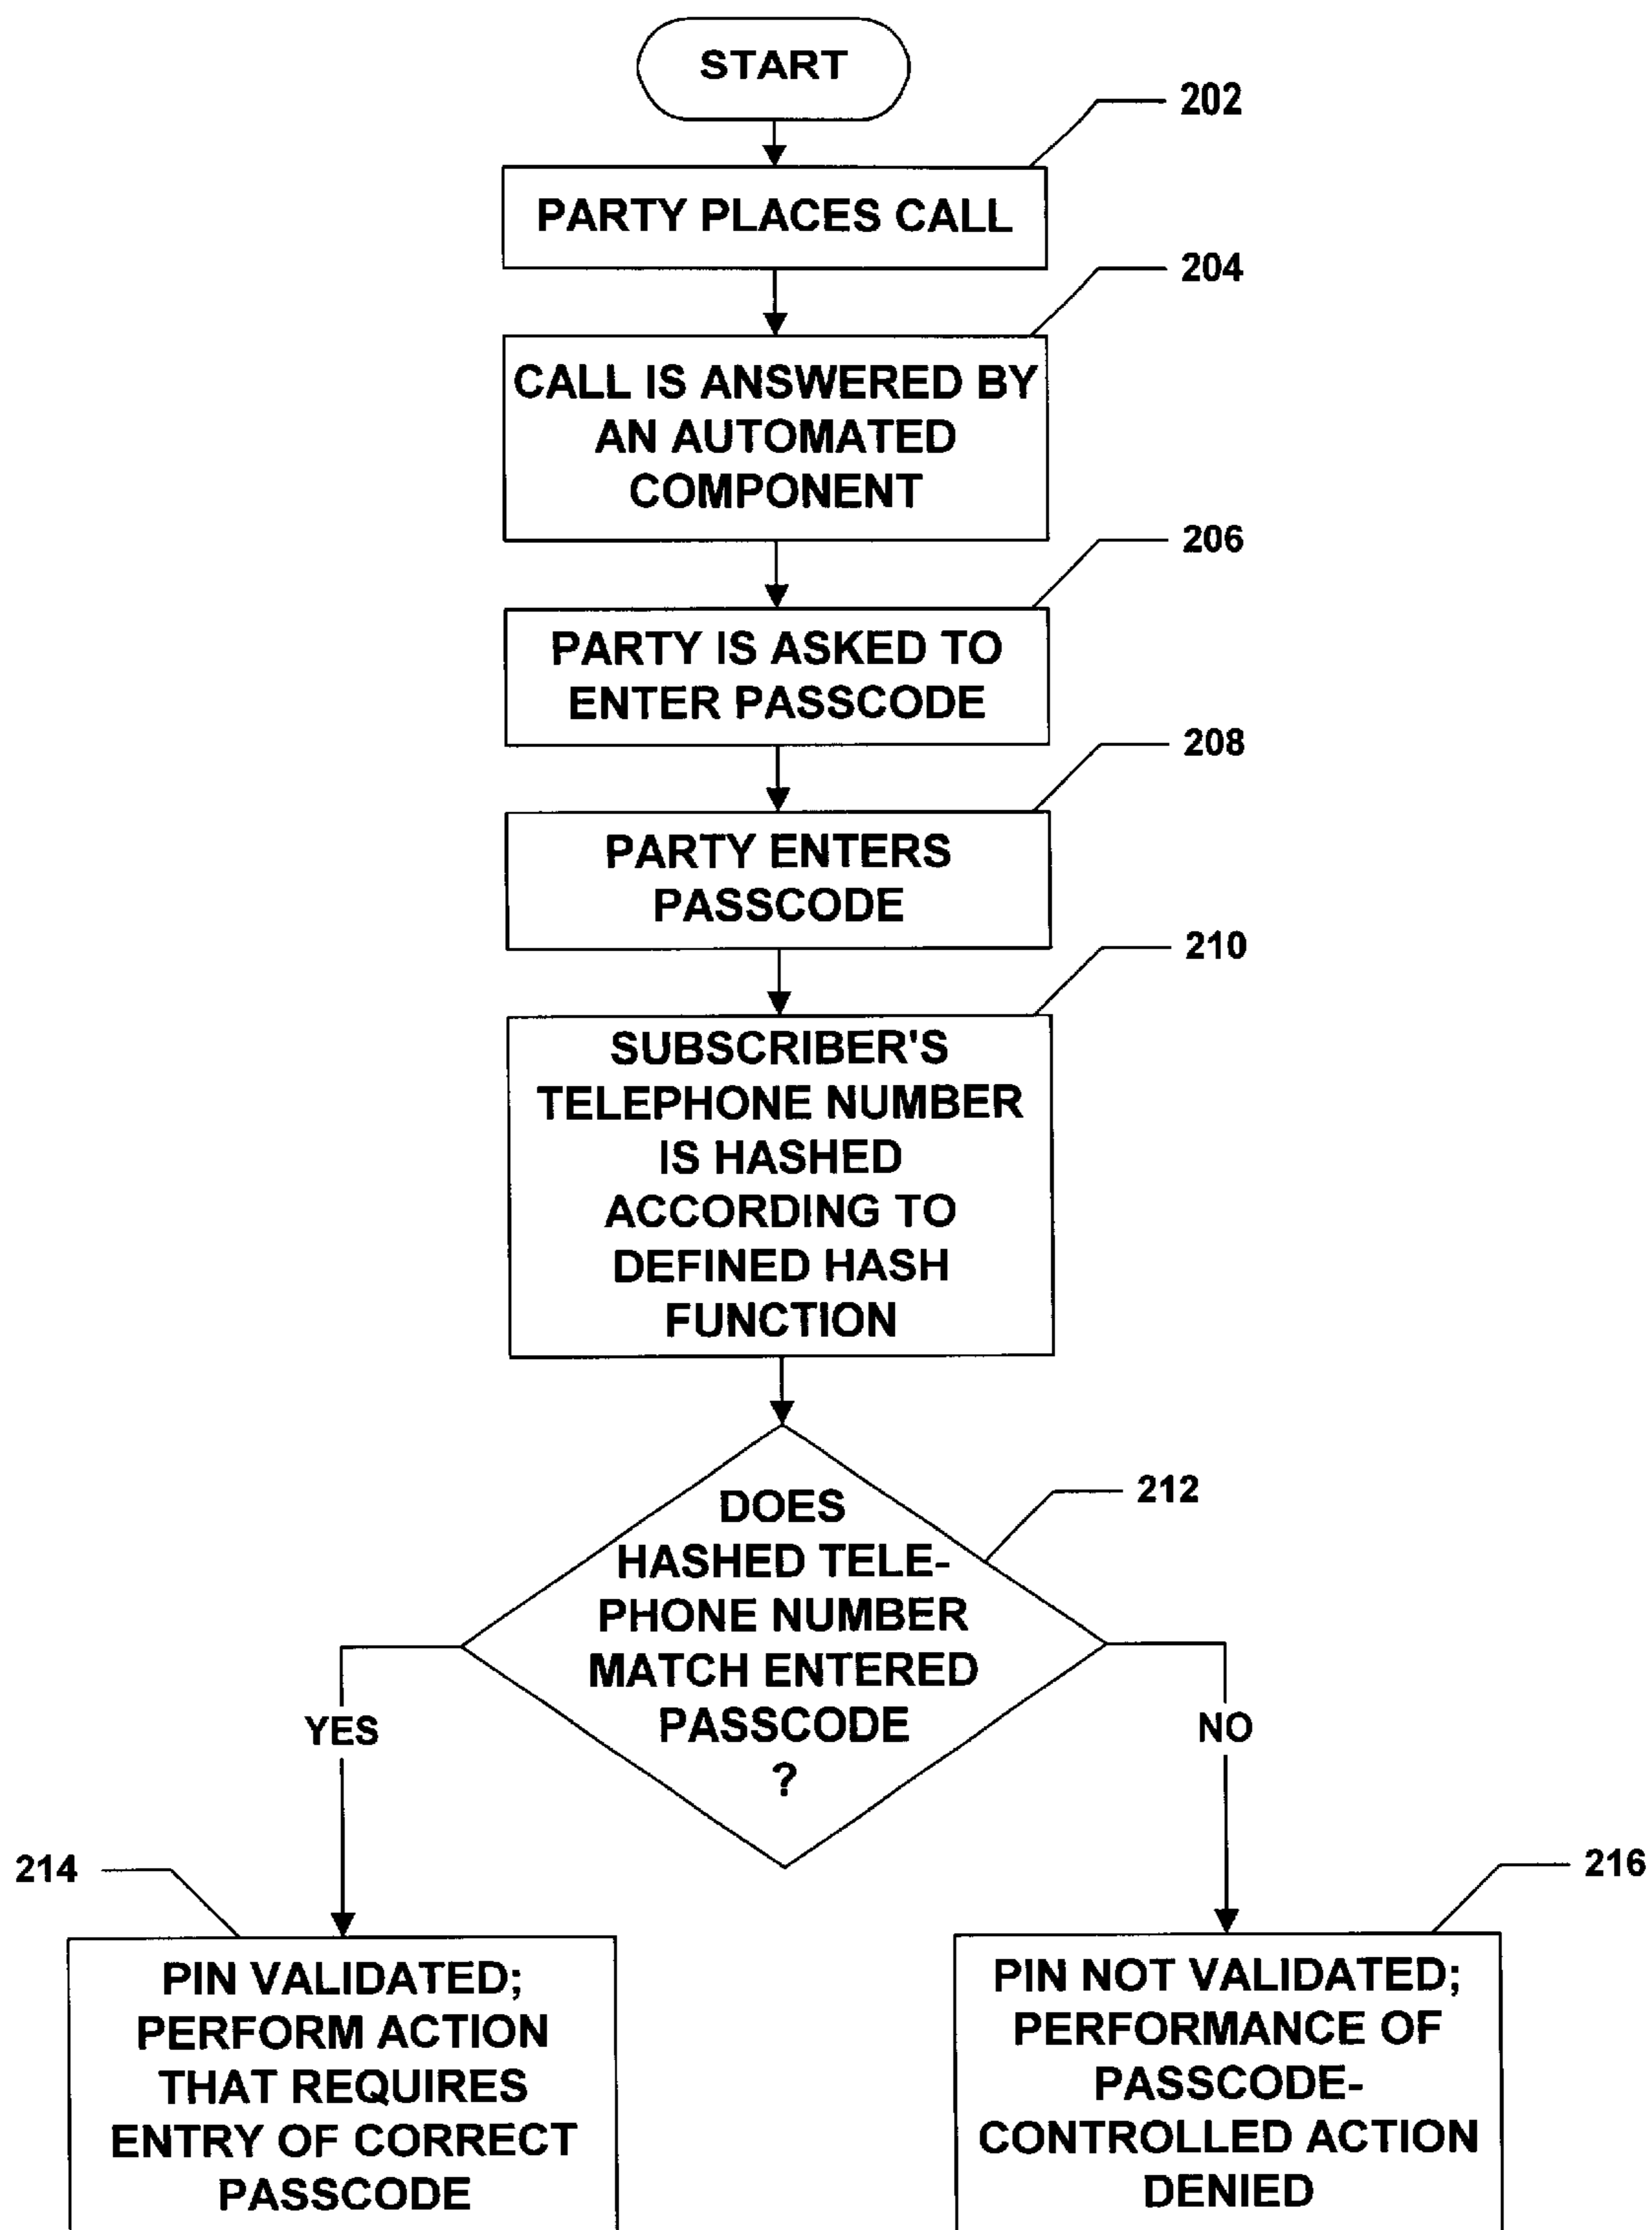 START
202
PARTY PLACES CALL
204
CALL IS ANSWERED BY
AN AUTOMATED
COMPONENT
206
PARTY IS ASKED TO
ENTER PASSCODE
208
PARTY ENTERS
PASSCODE
210
SUBSCRIBER'S
TELEPHONE NUMBER
IS HASHED
ACCORDING TO
DEFINED HASH
FUNCTION
212
DOES
HASHED TELE-
PHONE NUMBER
MATCH ENTERED
PASSCODE
?
YES
NO
214
PIN VALIDATED;
PERFORM ACTION
THAT REQUIRES
ENTRY OF CORRECT
PASSCODE
216
PIN NOT VALIDATED;
PERFORMANCE OF
PASSCODE-
CONTROLLED ACTION
DENIED